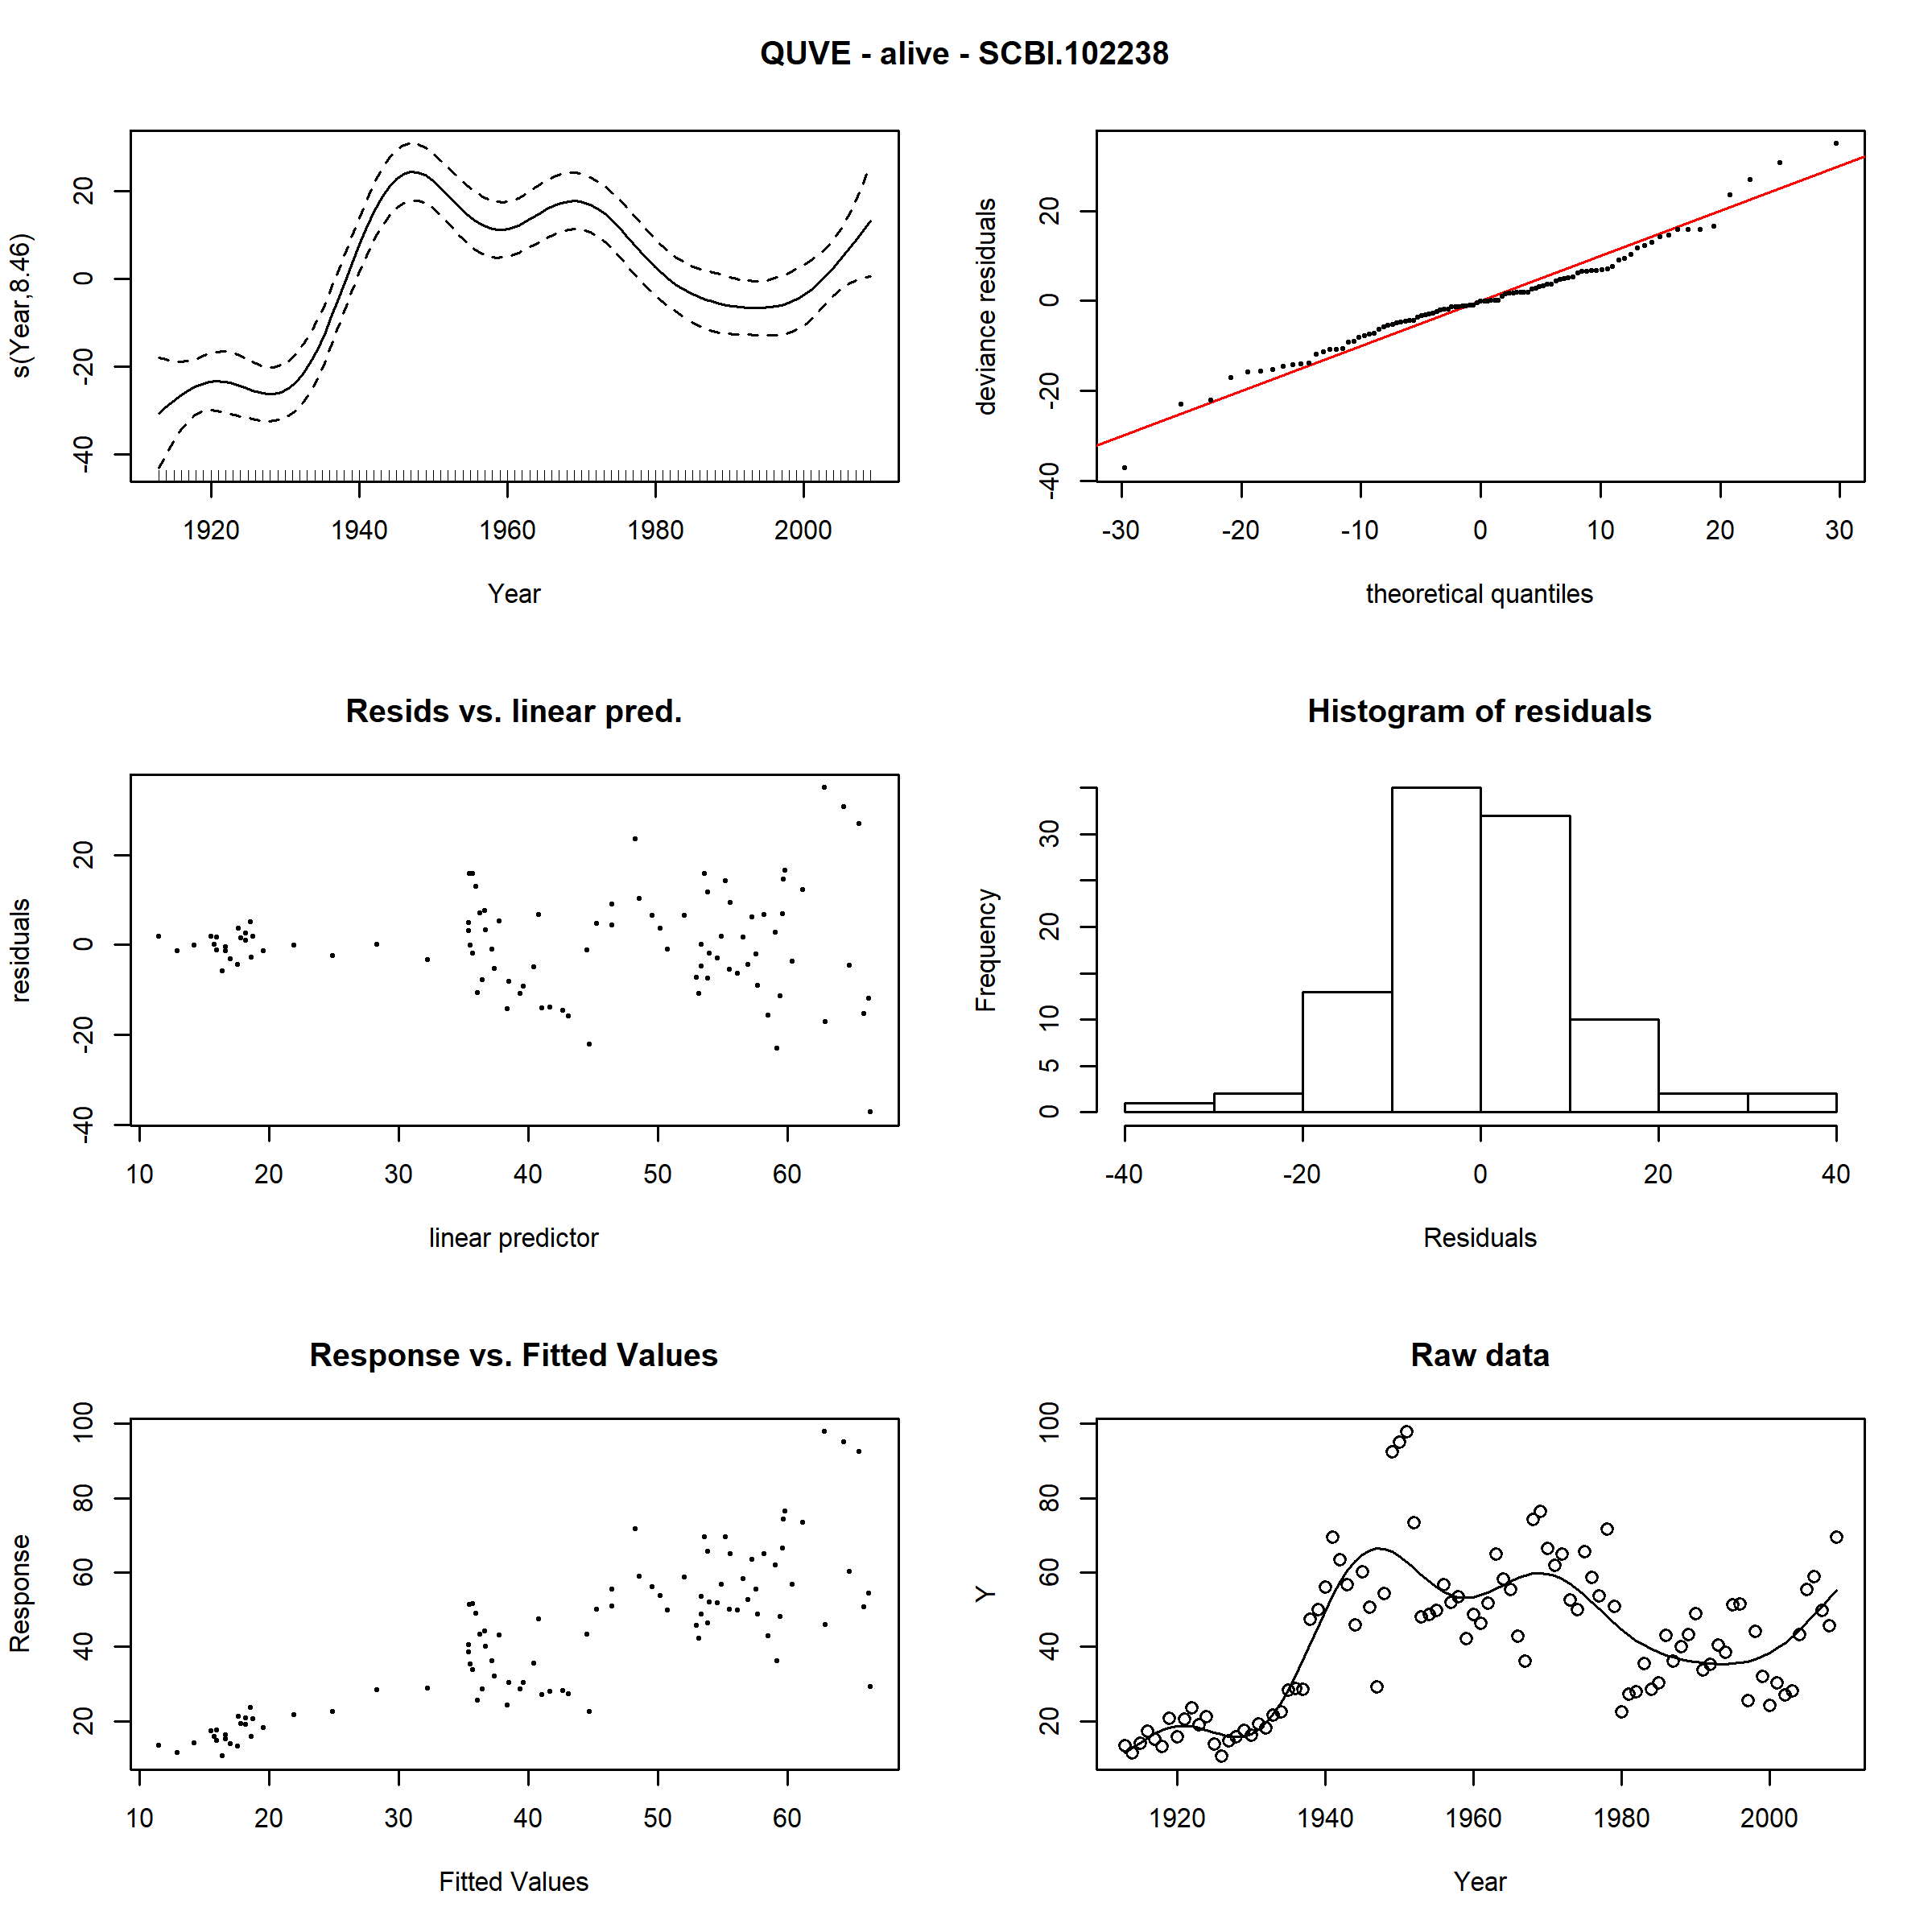 QUVE - alive - SCBI.102238
s(Year,8.46)
20
0
-20
-40
1920 1940 1960 1980 2000
Year
deviance residuals
20
0
-20
-40
-30 -20 -10 0 10 20 30
theoretical quantiles
Resids vs. linear pred.
residuals
20
0
-20
-40
10 20 30 40 50 60
linear predictor
Histogram of residuals
Frequency
30
20
10
5
0
-40 -20 0 20 40
Residuals
Response vs. Fitted Values
Response
100
80
60
40
20
10 20 30 40 50 60
Fitted Values
Raw data
Y
100
80
60
40
20
1920 1940 1960 1980 2000
Year